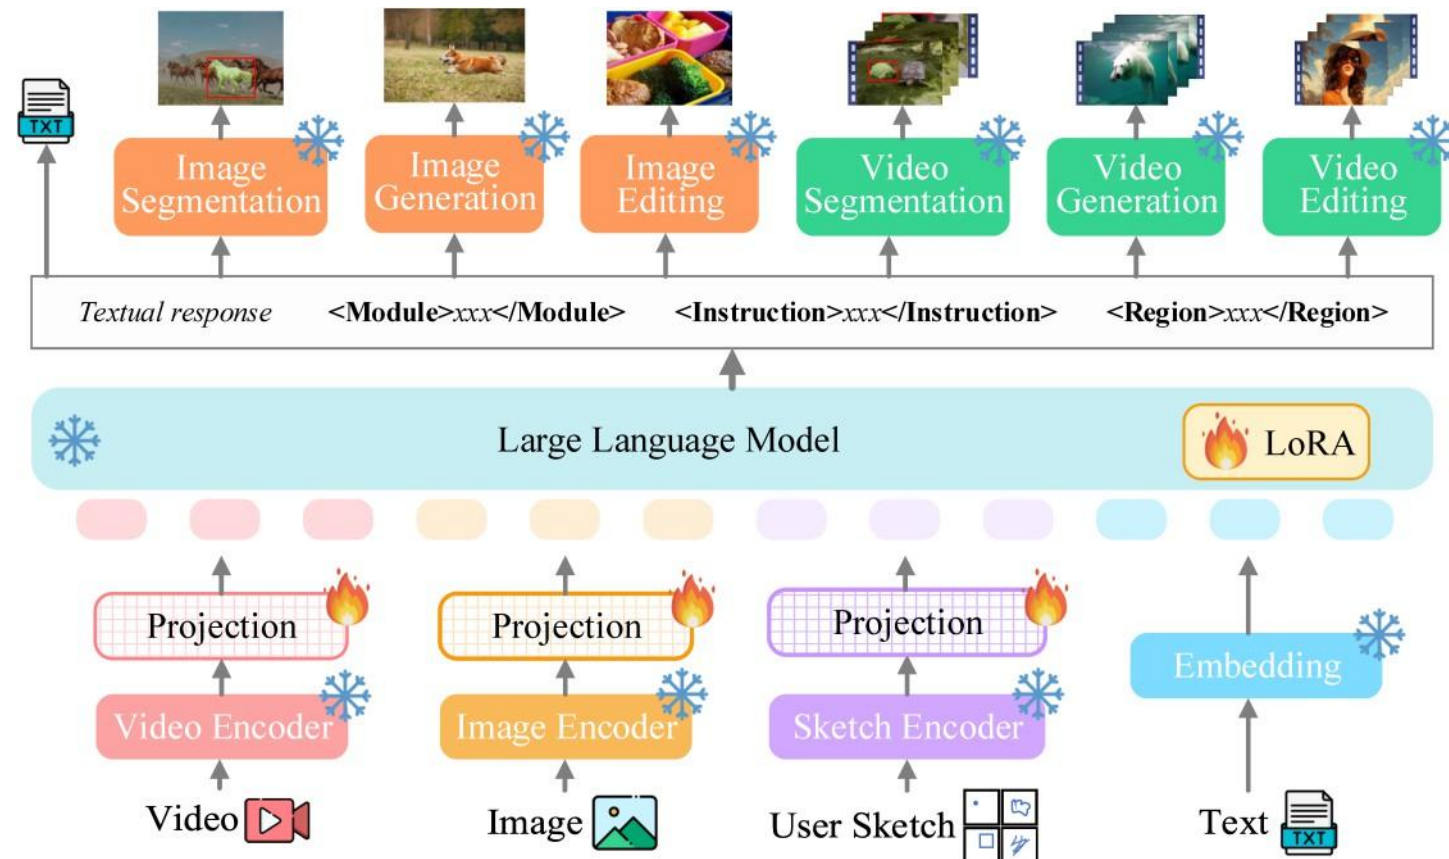 TXT
Image
Segmentation
Image
Generation
Image
Editing
Video
Segmentation
Video
Generation
Video
Editing
Textual response <Module>xxx</Module> <Instruction>xxx</Instruction> <Region>xxx</Region>
Large Language Model
LoRA
Projection
Projection
Projection
Embedding
Video Encoder
Image Encoder
Sketch Encoder
Video
Image
User Sketch
Text
TXT